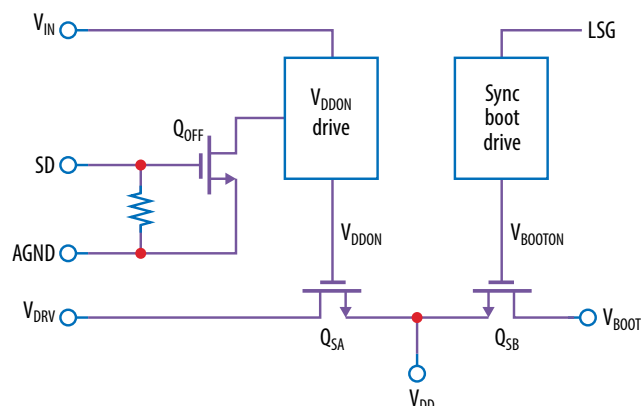 VIN
LSG
VDDON
drive
Sync
boot
drive
QOFF
SD
VDDON
VBOOTON
AGND
VDRV
VBOOT
QSA
QSB
VDD